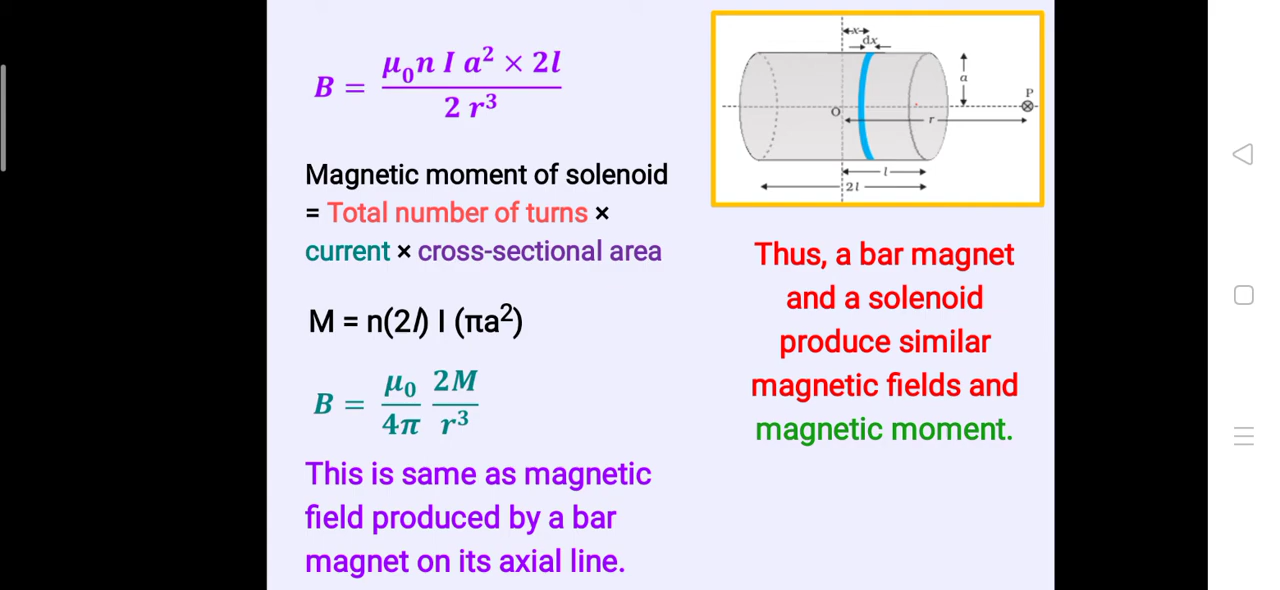 B = μ₀n I a² × 2l / 2 r³
Magnetic moment of solenoid
= Total number of turns ×
current × cross-sectional area
M = n(2l) I (πa²)
B = μ₀/4π 2M/r³
This is same as magnetic
field produced by a bar
magnet on its axial line.
x
dx
a
P
O
r
l
2l
Thus, a bar magnet
and a solenoid
produce similar
magnetic fields and
magnetic moment.